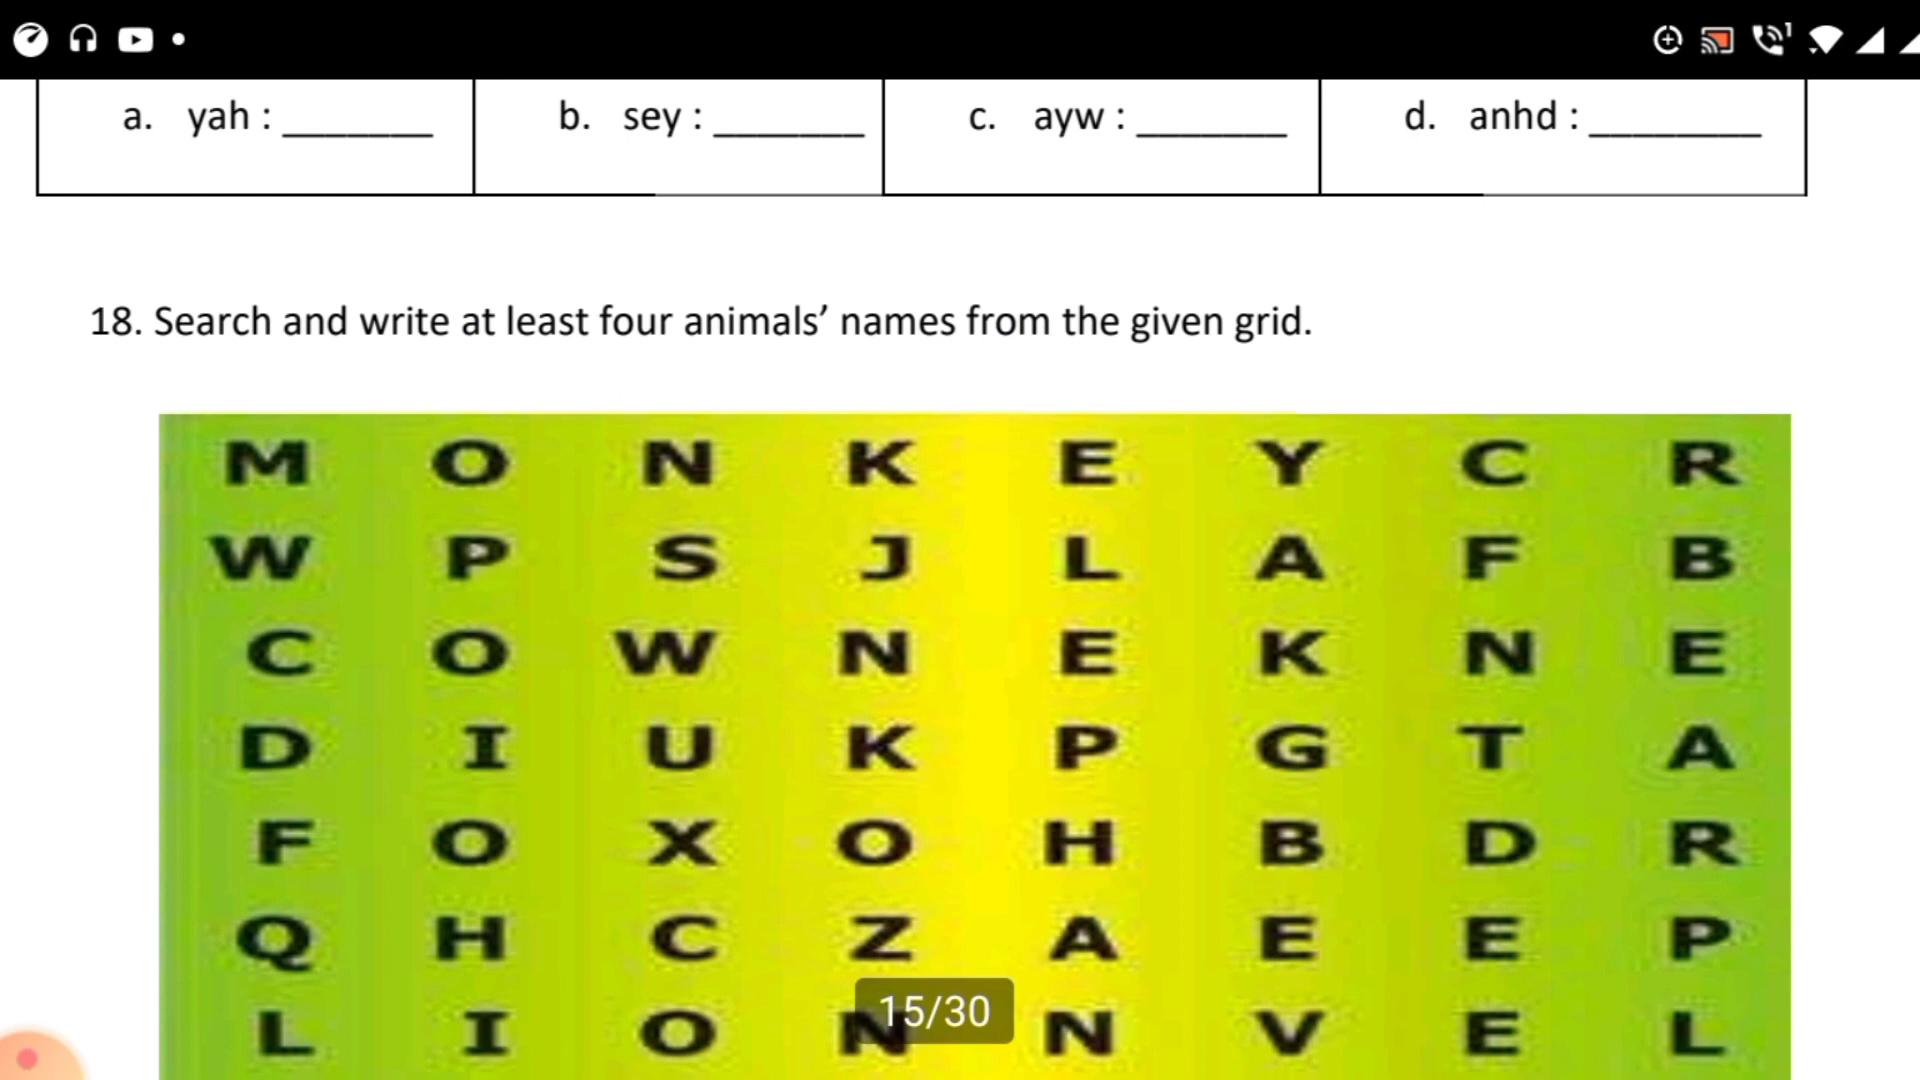 a. yah : _______ b. sey : _______ c. ayw : _______ d. anhd : ________
18. Search and write at least four animals’ names from the given grid.
M O N K E Y C R
W P S J L A F B
C O W N E K N E
D I U K P G T A
F O X O H B D R
Q H C Z A E E P
15/30
L I O N N V E L